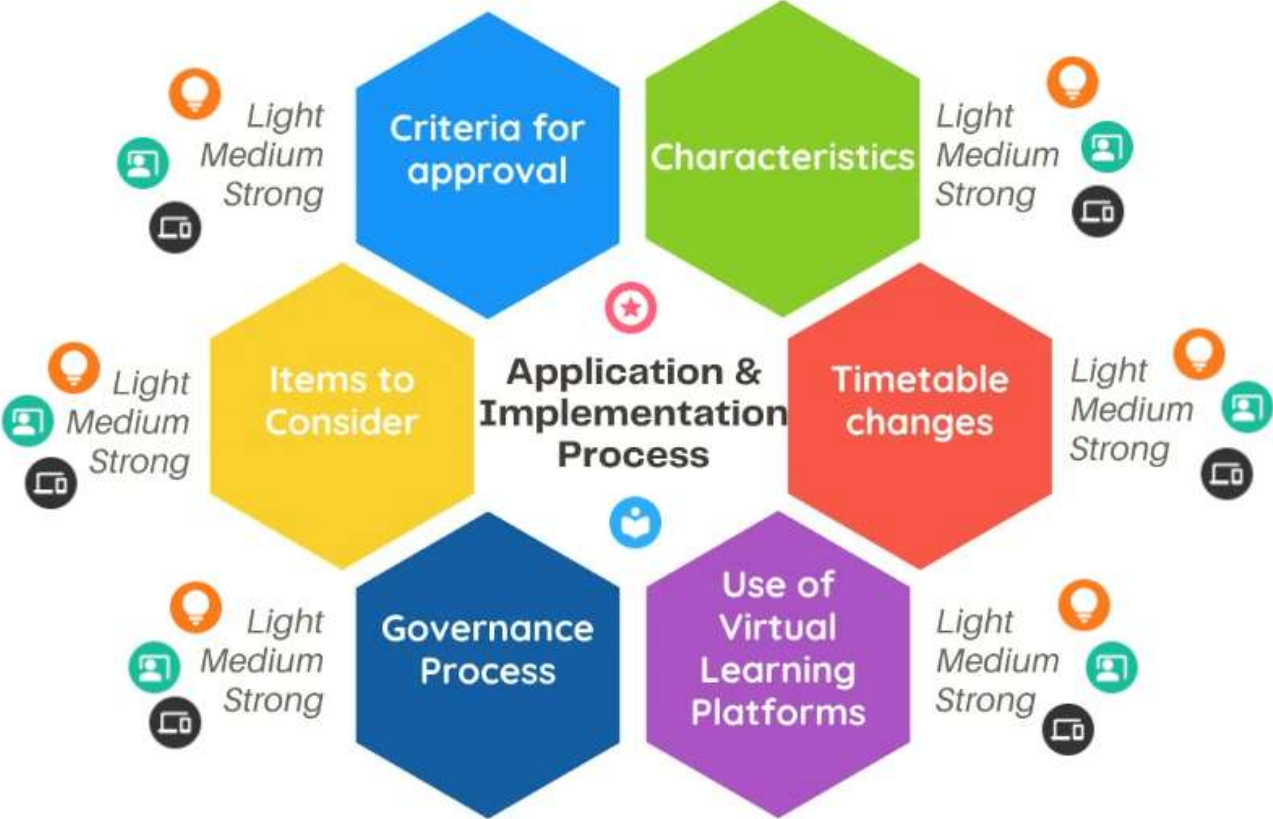 Light
Medium
Strong
Criteria for
approval
Characteristics
Light
Medium
Strong
Light
Medium
Strong
Items to
Consider
Application &
Implementation
Process
Timetable
changes
Light
Medium
Strong
Light
Medium
Strong
Governance
Process
Use of
Virtual
Learning
Platforms
Light
Medium
Strong